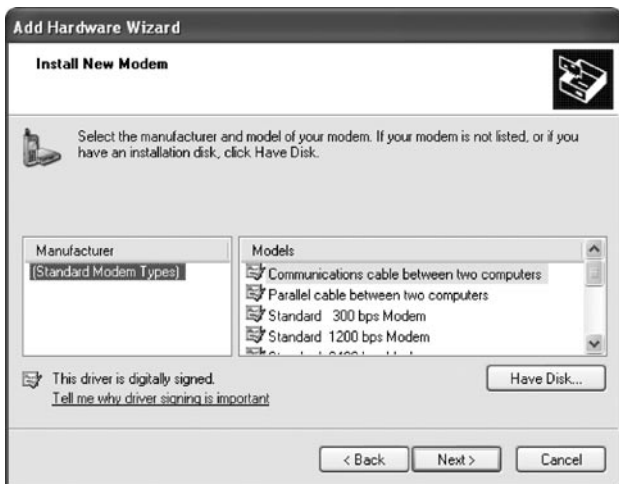 Add Hardware Wizard
Install New Modem
Select the manufacturer and model of your modem. If your modem is not listed, or if you
have an installation disk, click Have Disk.
Manufacturer
(Standard Modem Types)
Models
Communications cable between two computers
Parallel cable between two computers
Standard 300 bps Modem
Standard 1200 bps Modem
This driver is digitally signed.
Tell me why driver signing is important
Have Disk...
< Back
Next >
Cancel